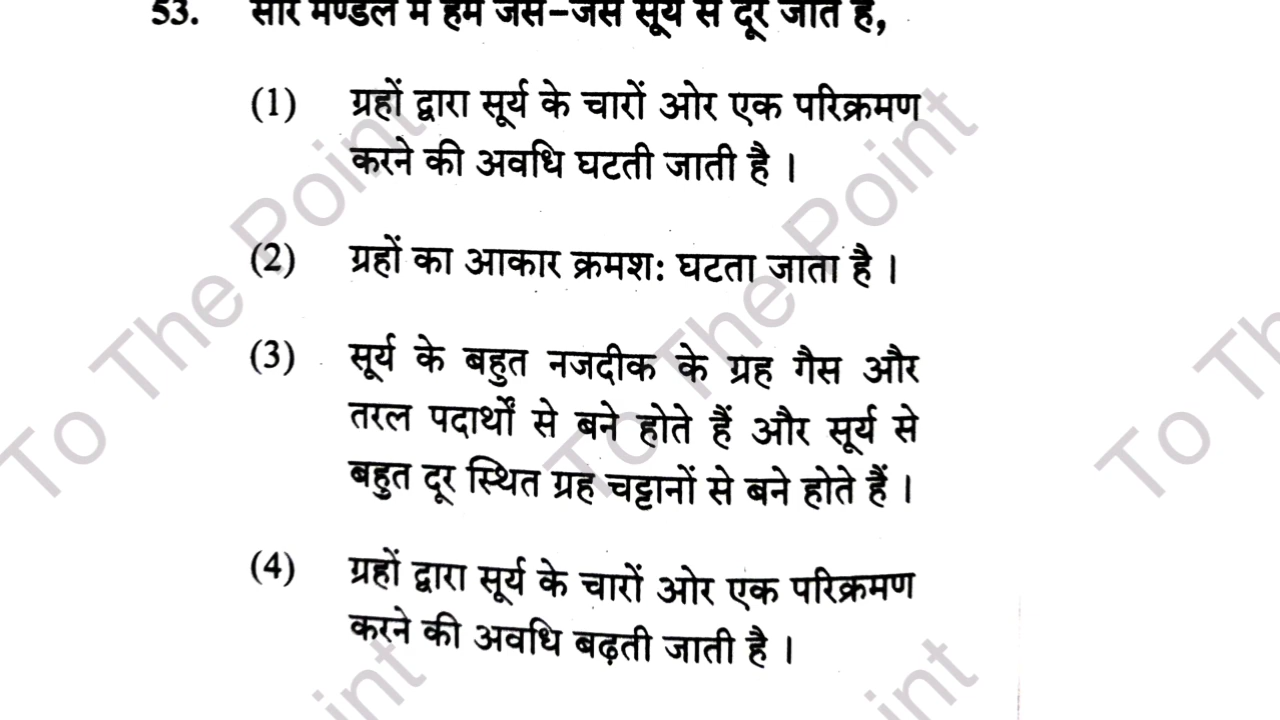 53. सौर मण्डल में हम जैसे-जैसे सूर्य से दूर जाते हैं,
(1) ग्रहों द्वारा सूर्य के चारों ओर एक परिक्रमण
करने की अवधि घटती जाती है ।
(2) ग्रहों का आकार क्रमशः घटता जाता है ।
(3) सूर्य के बहुत नजदीक के ग्रह गैस और
तरल पदार्थों से बने होते हैं और सूर्य से
बहुत दूर स्थित ग्रह चट्टानों से बने होते हैं ।
(4) ग्रहों द्वारा सूर्य के चारों ओर एक परिक्रमण
करने की अवधि बढ़ती जाती है ।
To The Point
To The Point
To The
int
int